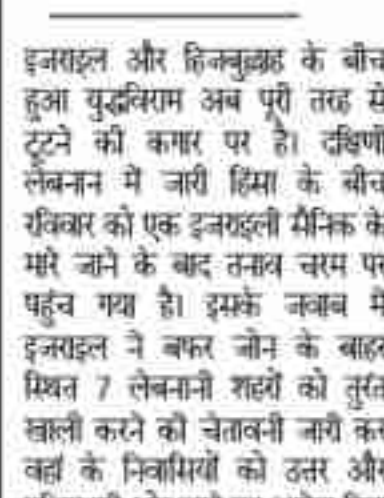 इजराइल और हिजबुल्लाह के बीच
हुआ युद्धविराम अब पूरी तरह से
टूटने की कगार पर है। दक्षिणी
लेबनान में जारी हिंसा के बीच
रविवार को एक इजराइली सैनिक के
मारे जाने के बाद तनाव चरम पर
पहुंच गया है। इसके जवाब में
इजराइल ने बफर जोन के बाहर
स्थित 7 लेबनानी शहरों को तुरंत
खाली करने की चेतावनी जारी कर
वहां के निवासियों को उत्तर और